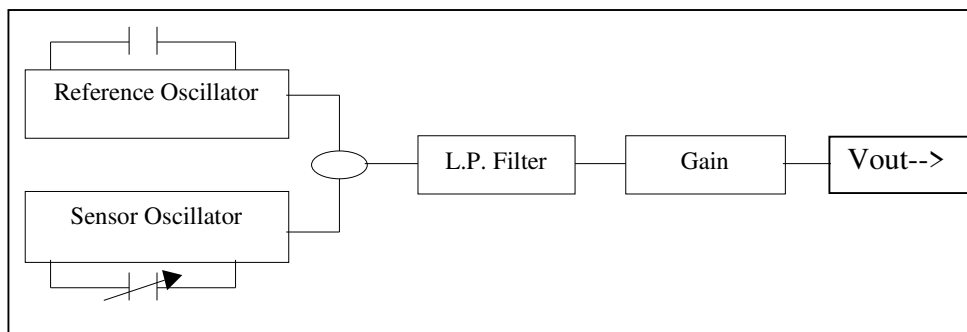 Reference Oscillator
L.P. Filter
Gain
Vout-->
Sensor Oscillator